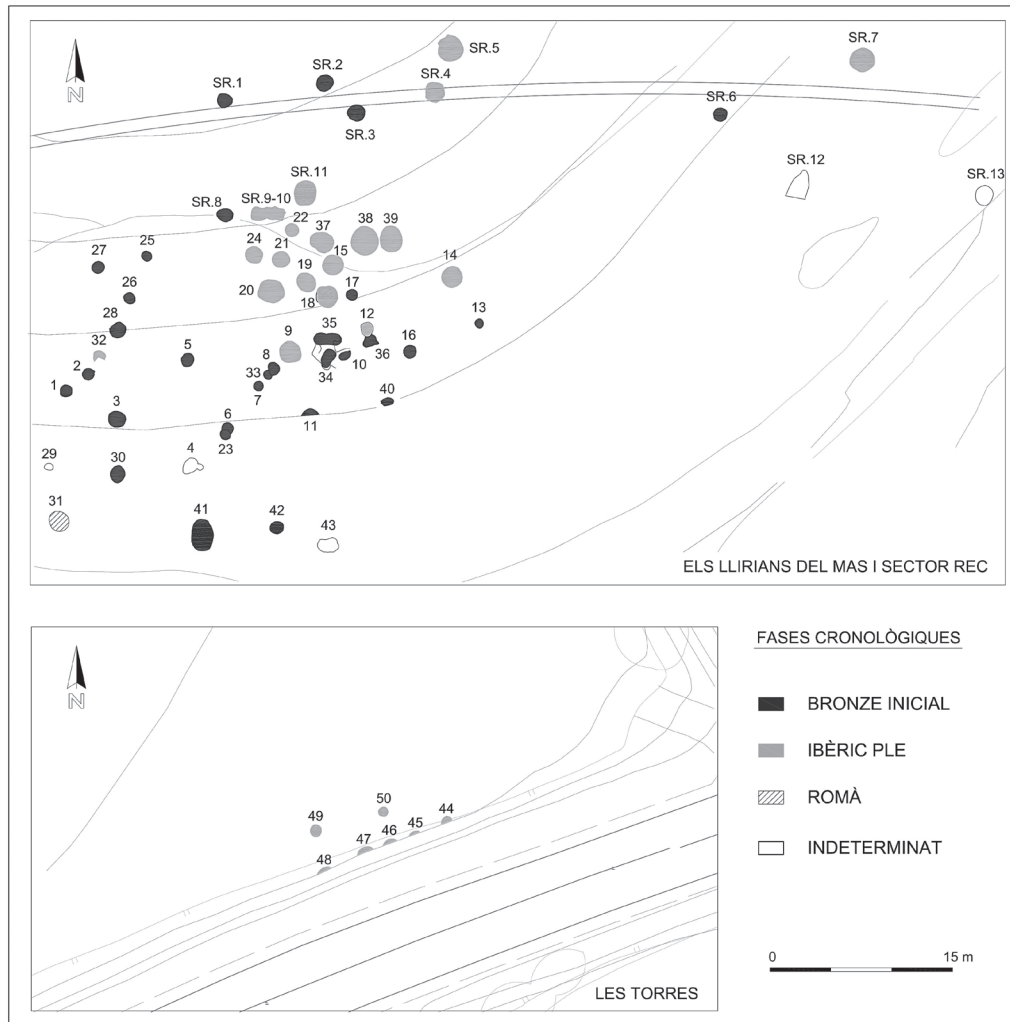 SR.5
SR.7
SR.2
SR.1
SR.4
SR.3
SR.6
N
SR.12
SR.13
SR.11
SR.8
SR.9-10
22
37
38
39
25
24
21
15
14
27
19
26
20
18
17
28
13
12
35
32
9
5
16
8
10
36
2
33
34
1
7
40
3
6
11
23
4
29
30
31
41
42
43
ELS LLIRIANS DEL MAS I SECTOR REC
FASES CRONOLÒGIQUES
BRONZE INICIAL
IBÈRIC PLE
ROMÀ
INDETERMINAT
0 15 m
N
50
49
44
45
46
47
48
LES TORRES